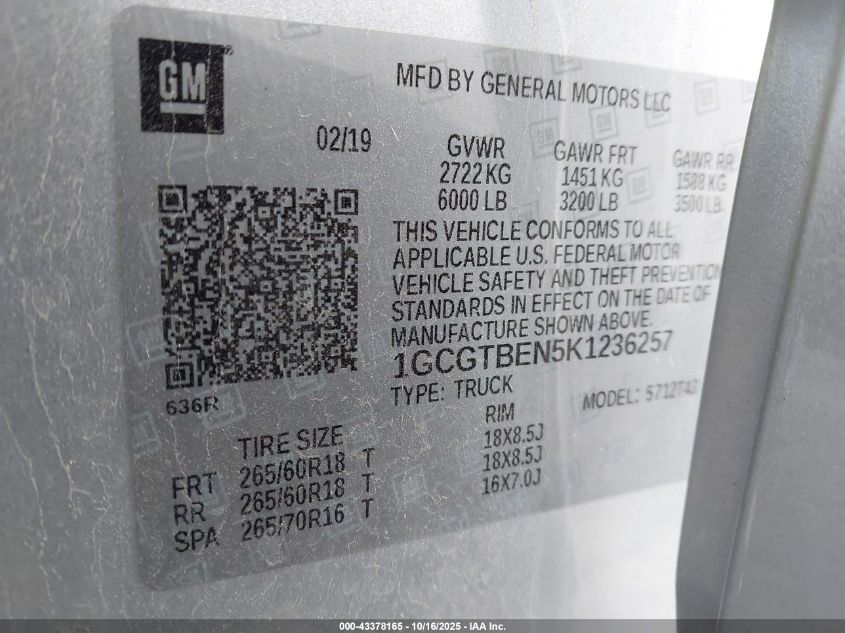 GM
MFD BY GENERAL MOTORS LLC
02/19
GVWR GAWR FRT GAWR RR
2722 KG 1451 KG 1588 KG
6000 LB 3200 LB 3500 LB
THIS VEHICLE CONFORMS TO ALL
APPLICABLE U.S. FEDERAL MOTOR
VEHICLE SAFETY AND THEFT PREVENTION
STANDARDS IN EFFECT ON THE DATE OF
MANUFACTURE SHOWN ABOVE.
1GCGTBEN5K1236257
636R
TYPE: TRUCK MODEL: 5712T43
TIRE SIZE RIM
FRT 265/60R18 T 18X8.5J
RR 265/60R18 T 18X8.5J
SPA 265/70R16 T 16X7.0J
000-43378165 - 10/16/2025 - IAA Inc.